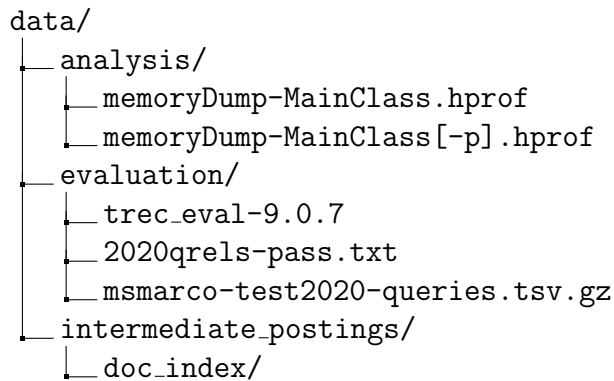 data/
analysis/
memoryDump-MainClass.hprof
memoryDump-MainClass[-p].hprof
evaluation/
trec_eval-9.0.7
2020qrels-pass.txt
msmarco-test2020-queries.tsv.gz
intermediate_postings/
doc_index/